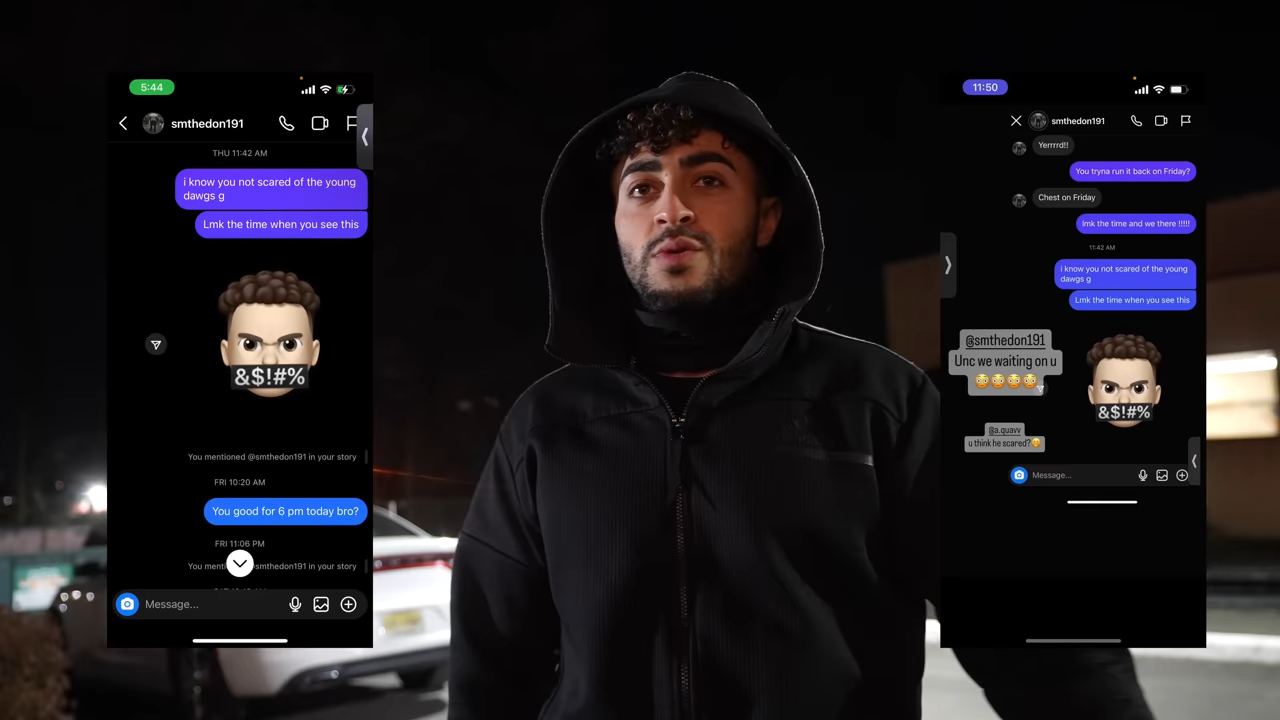 5:44
smthedon191
THU 11:42 AM
i know you not scared of the young
dawgs g
Lmk the time when you see this
&$!#%
You mentioned @smthedon191 in your story
FRI 10:20 AM
You good for 6 pm today bro?
FRI 11:06 PM
smthedon191 in your story
Message...
11:50
smthedon191
Yerrrrd!!
You tryna run it back on Friday?
Chest on Friday
lmk the time and we there !!!!!
11:42 AM
i know you not scared of the young
dawgs g
Lmk the time when you see this
@smthedon191
Unc we waiting on u
😳😳😳😳
&$!#%
@a.quavv
u think he scared?🤔
Message...